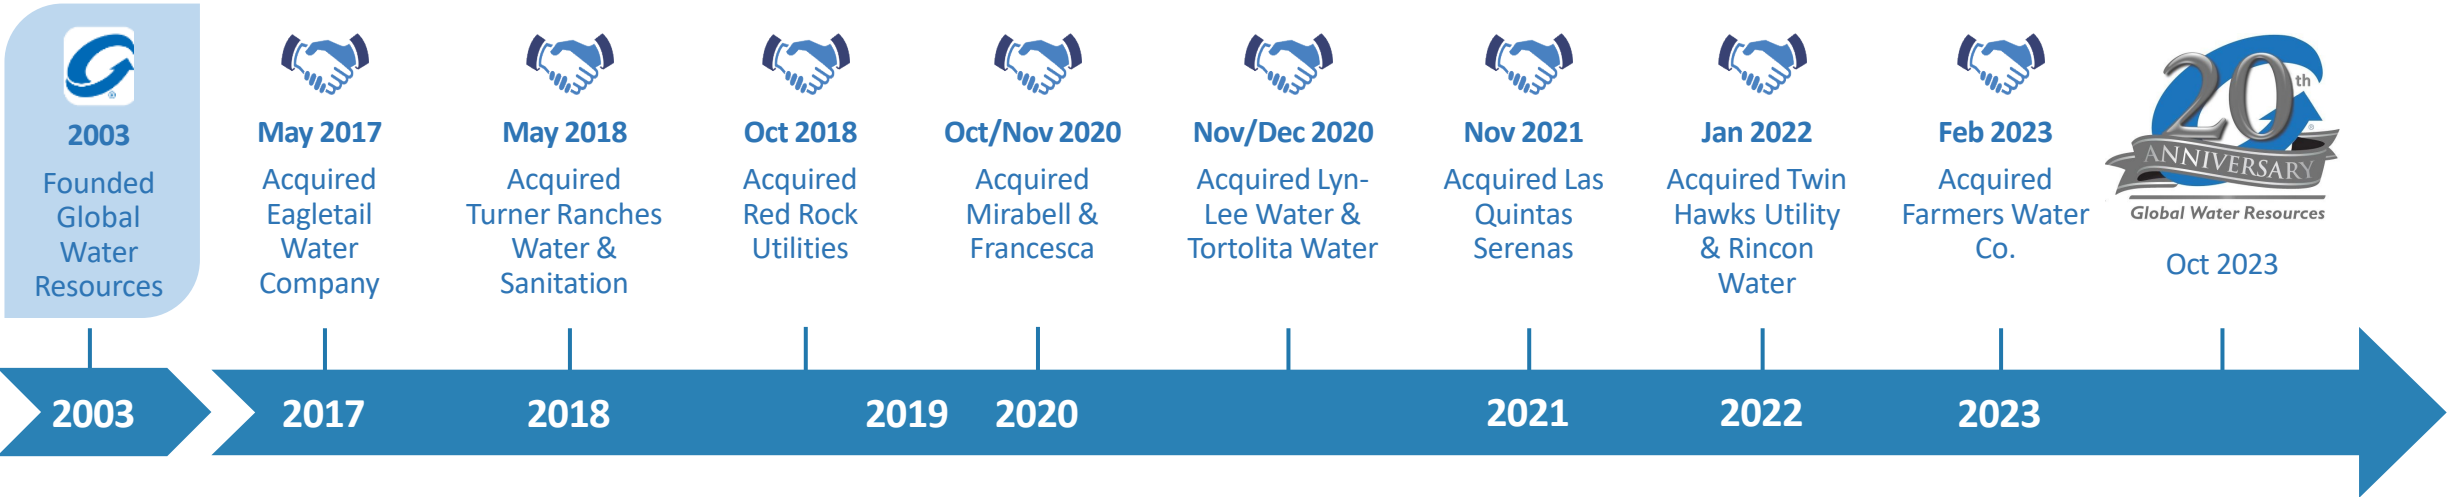 2003
Founded
Global
Water
Resources
May 2017
Acquired
Eagletail
Water
Company
May 2018
Acquired
Turner Ranches
Water &
Sanitation
Oct 2018
Acquired
Red Rock
Utilities
Oct/Nov 2020
Acquired
Mirabell &
Francesca
Nov/Dec 2020
Acquired Lyn-
Lee Water &
Tortolita Water
Nov 2021
Acquired Las
Quintas
Serenas
Jan 2022
Acquired Twin
Hawks Utility
& Rincon
Water
Feb 2023
Acquired
Farmers Water
Co.
20th
ANNIVERSARY
Global Water Resources
Oct 2023
2003
2017
2018
2019
2020
2021
2022
2023